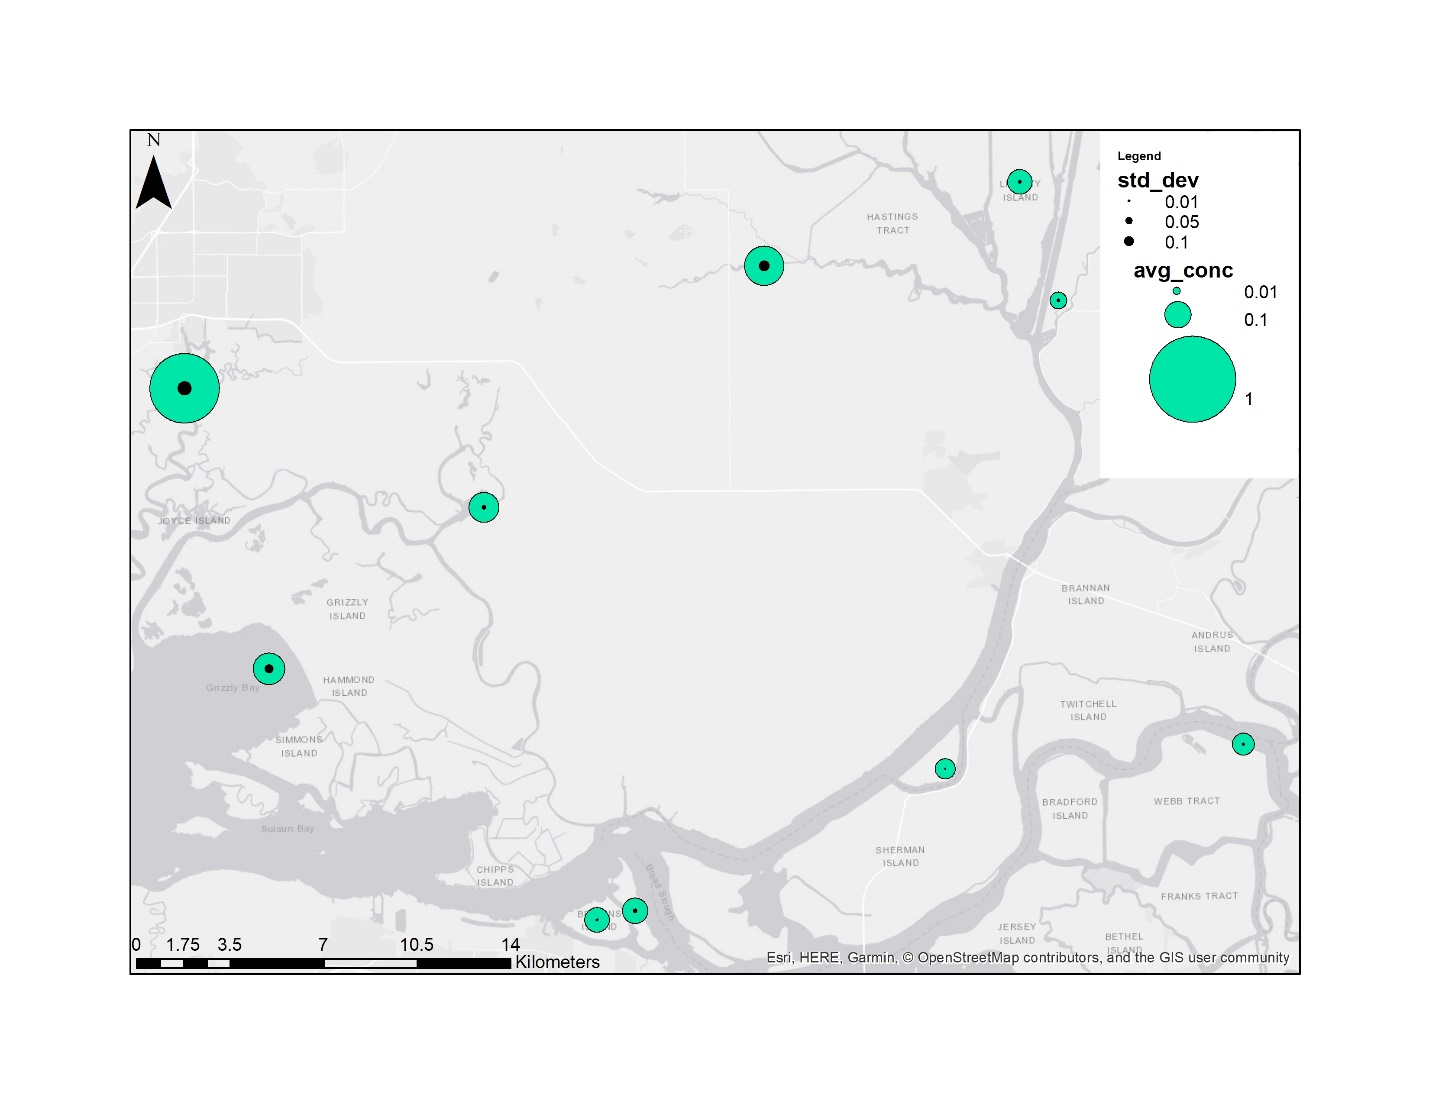 N
Legend
std_dev
0.01
0.05
0.1
avg_conc
0.01
0.1
1
ISLAND
HASTINGS
TRACT
JOYCE ISLAND
GRIZZLY
ISLAND
BRANNAN
ISLAND
ANDRUS
ISLAND
Grizzly Bay
HAMMOND
ISLAND
SIMMONS
ISLAND
TWITCHELL
ISLAND
BRADFORD
ISLAND
WEBB TRACT
Suisun Bay
SHERMAN
ISLAND
CHIPPS
ISLAND
Broad Slough
FRANKS TRACT
JERSEY
ISLAND
BETHEL
ISLAND
0 1.75 3.5 7 10.5 14
Kilometers
Esri, HERE, Garmin, © OpenStreetMap contributors, and the GIS user community